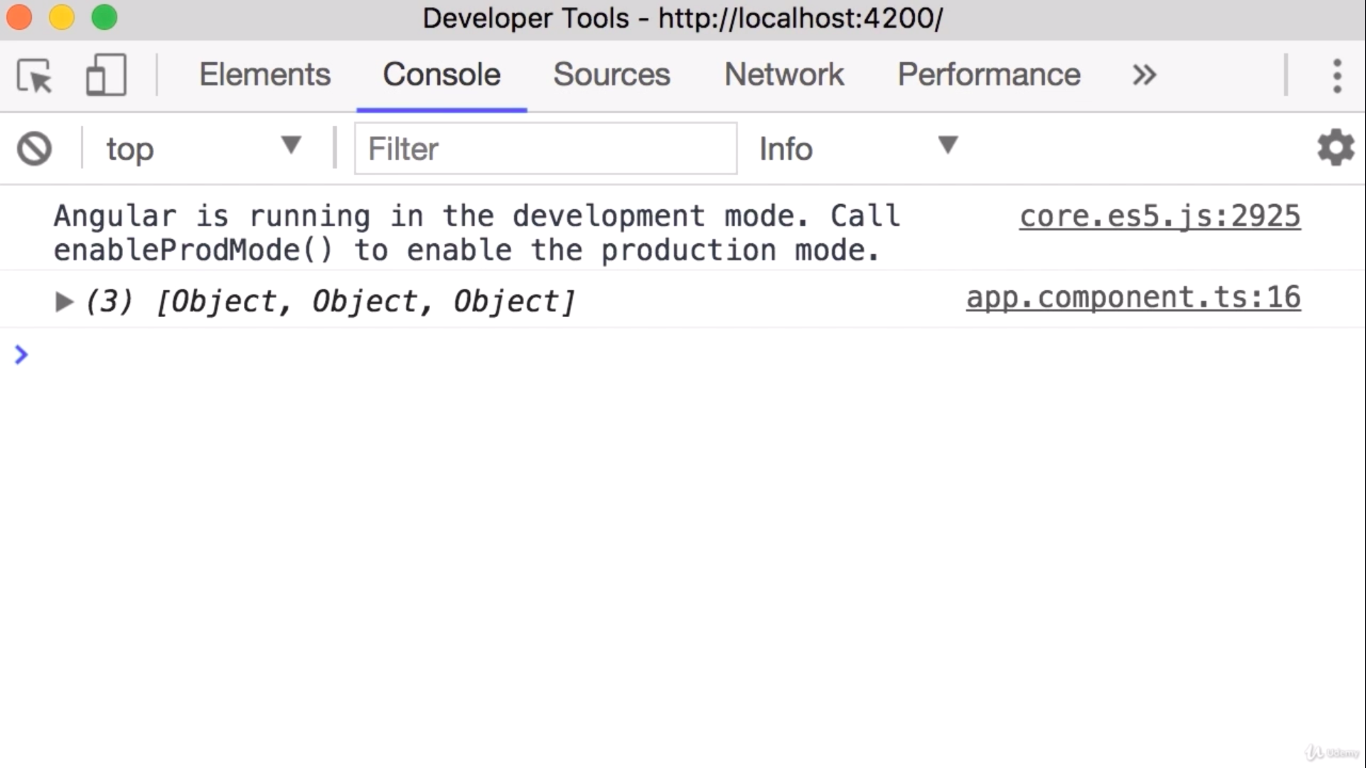 Developer Tools - http://localhost:4200/
Elements Console Sources Network Performance »
top Filter Info
Angular is running in the development mode. Call core.es5.js:2925
enableProdMode() to enable the production mode.
(3) [Object, Object, Object] app.component.ts:16
Udemy